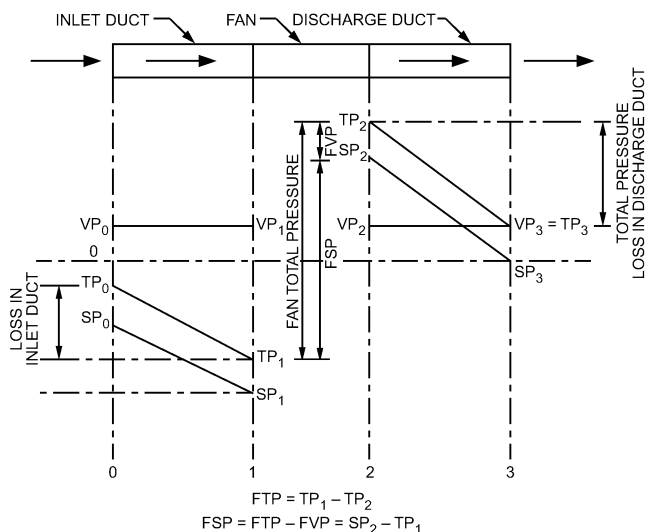 INLET DUCT
FAN
DISCHARGE DUCT
TP₂
SP₂
FVP
FAN TOTAL PRESSURE
FSP
TOTAL PRESSURE
LOSS IN DISCHARGE DUCT
VP₀
VP₁
VP₂
VP₃ = TP₃
0
SP₃
TP₀
SP₀
LOSS IN
INLET DUCT
TP₁
SP₁
0
1
2
3
FTP = TP₁ – TP₂
FSP = FTP – FVP = SP₂ – TP₁